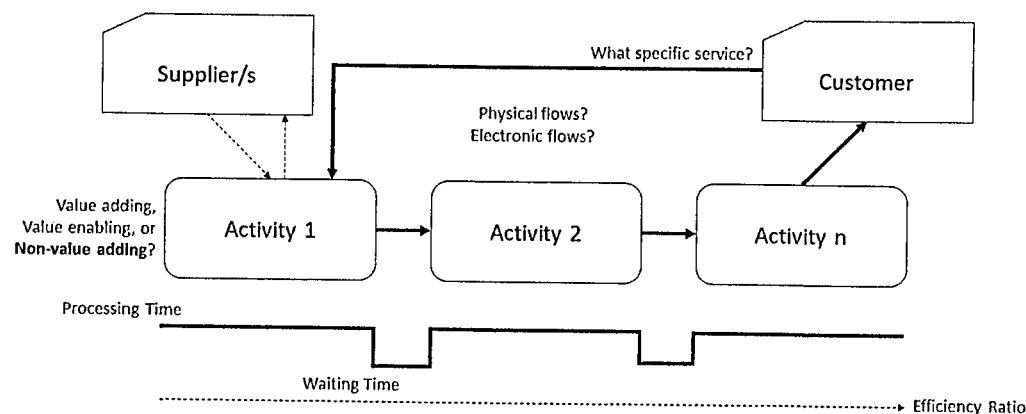 Supplier/s
What specific service?
Customer
Physical flows?
Electronic flows?
Value adding,
Value enabling, or
Non-value adding?
Activity 1
Activity 2
Activity n
Processing Time
Waiting Time
Efficiency Ratio